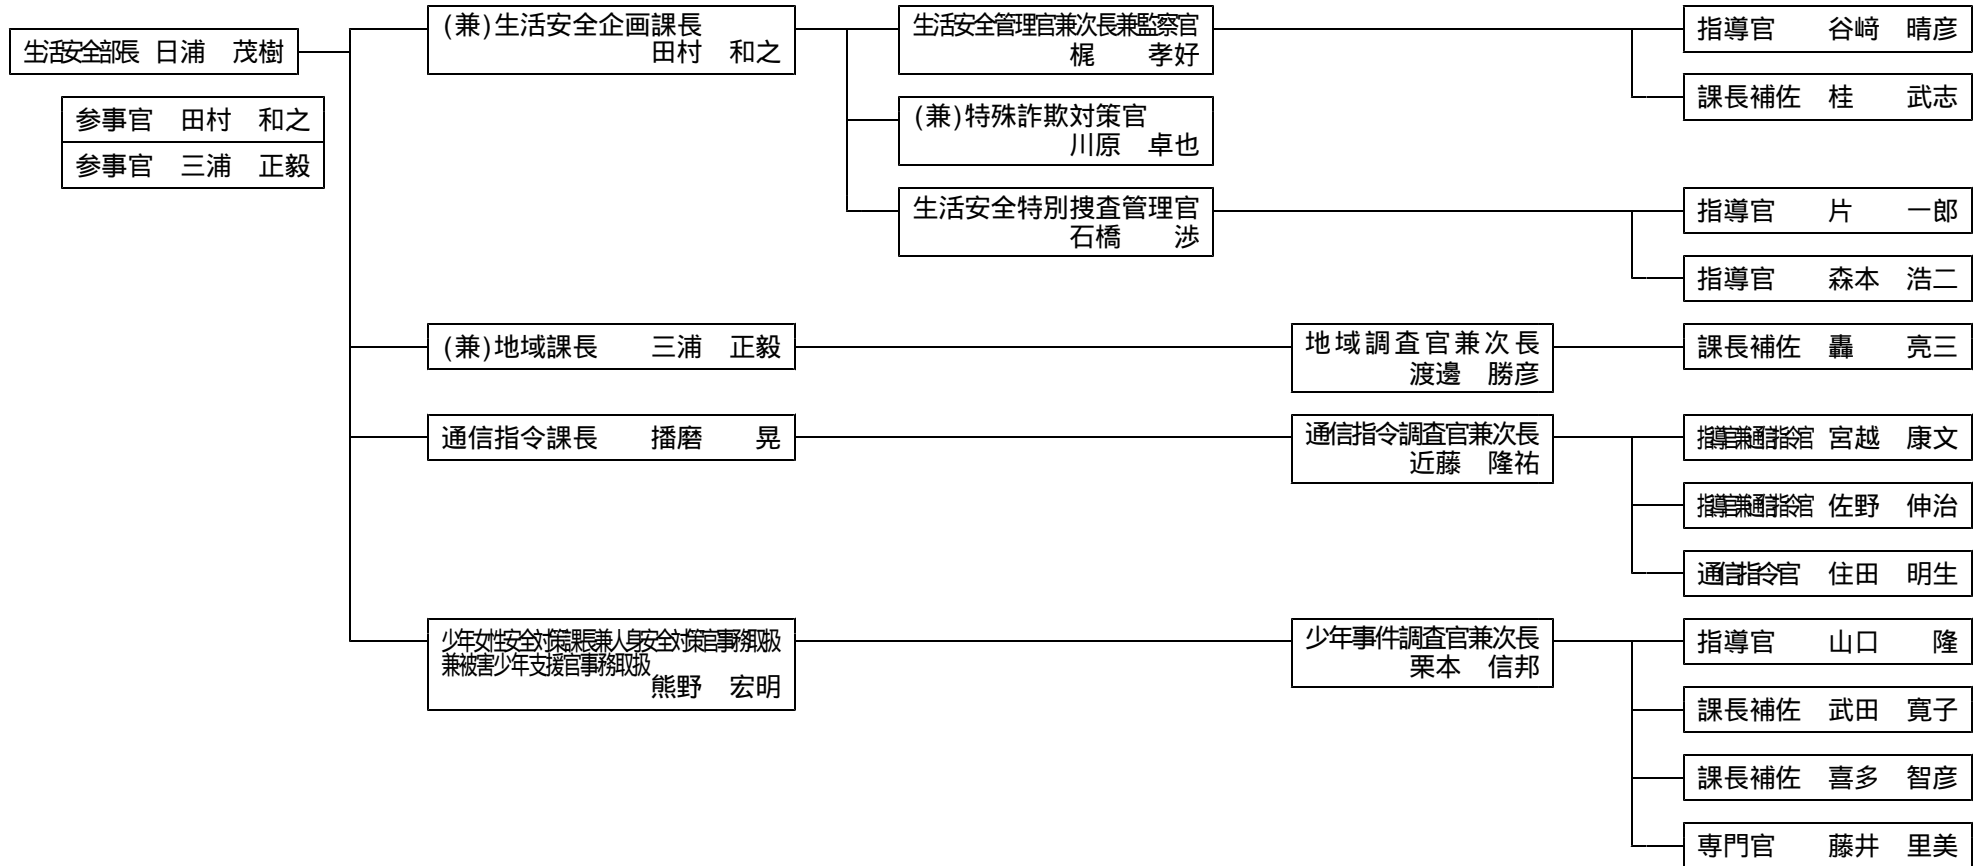 生活安全部長 日浦　茂樹
参事官　田村　和之
参事官　三浦　正毅
(兼)生活安全企画課長
田村　和之
生活安全管理官兼次長兼監察官
梶　　孝好
指導官　　谷﨑　晴彦
課長補佐　桂　　武志
(兼)特殊詐欺対策官
川原　卓也
生活安全特別捜査管理官
石橋　　渉
指導官　　片　　一郎
指導官　　森本　浩二
(兼)地域課長　　三浦　正毅
地域調査官兼次長
渡邊　勝彦
課長補佐　轟　　亮三
通信指令課長　　播磨　　晃
通信指令調査官兼次長
近藤　隆祐
指導官兼通信指令官 宮越　康文
指導官兼通信指令官 佐野　伸治
通信指令官　住田　明生
少年女性安全対策課長兼人身安全対策官事務取扱
兼被害少年支援官事務取扱
熊野　宏明
少年事件調査官兼次長
栗本　信邦
指導官　　山口　　隆
課長補佐　武田　寛子
課長補佐　喜多　智彦
専門官　　藤井　里美